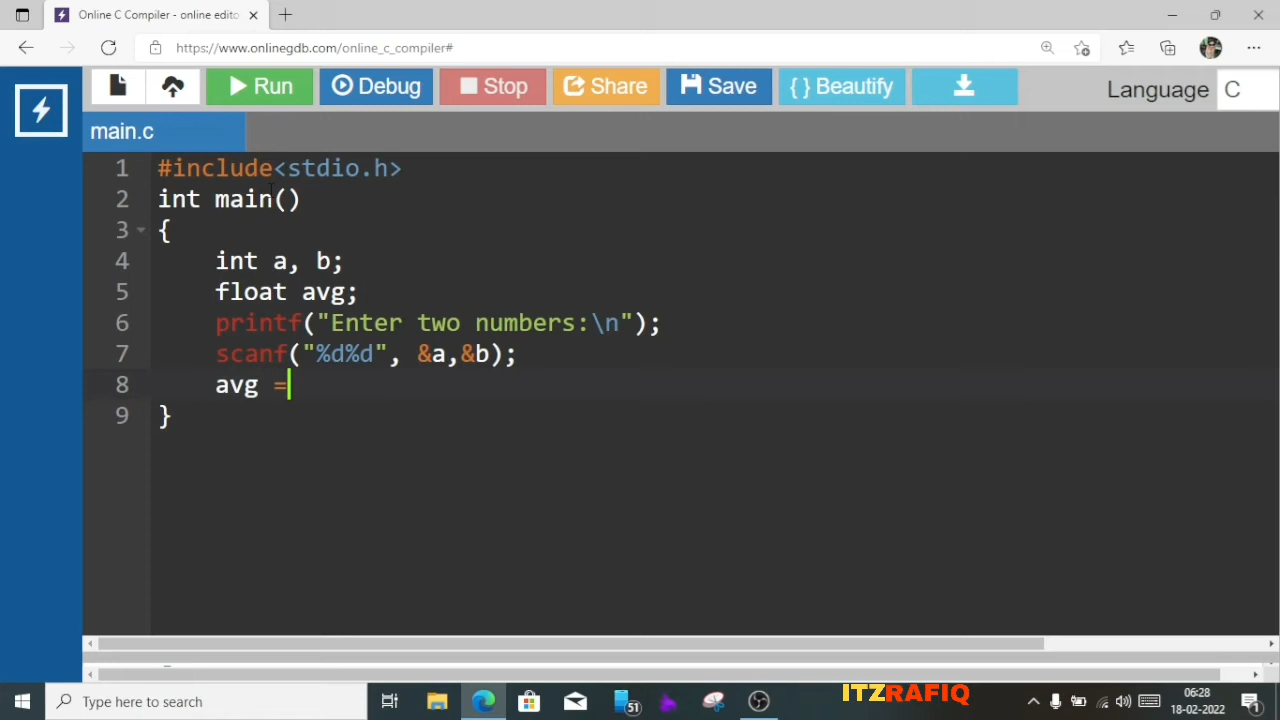 Online C Compiler - online edito
https://www.onlinegdb.com/online_c_compiler#
Run Debug Stop Share Save { } Beautify Language C
main.c
1 #include<stdio.h>
2 int main()
3 {
4 int a, b;
5 float avg;
6 printf("Enter two numbers:\n");
7 scanf("%d%d", &a,&b);
8 avg =
9 }
Type here to search
51
ITZRAFIQ
06:28
18-02-2022
1